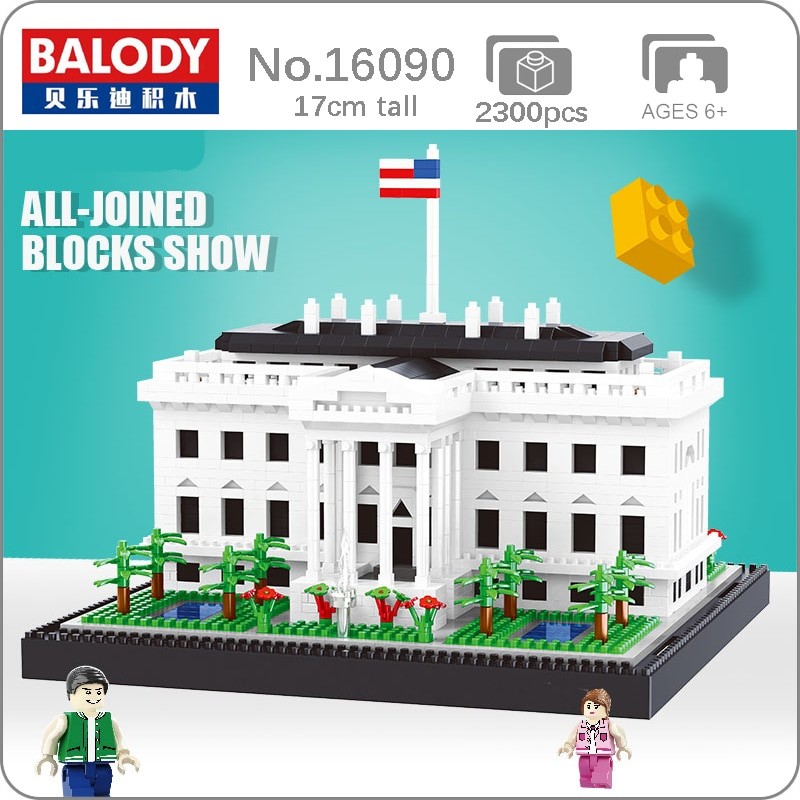 BALODY
贝乐迪积木
No.16090
17cm tall
2300pcs
AGES 6+
ALL-JOINED
BLOCKS SHOW